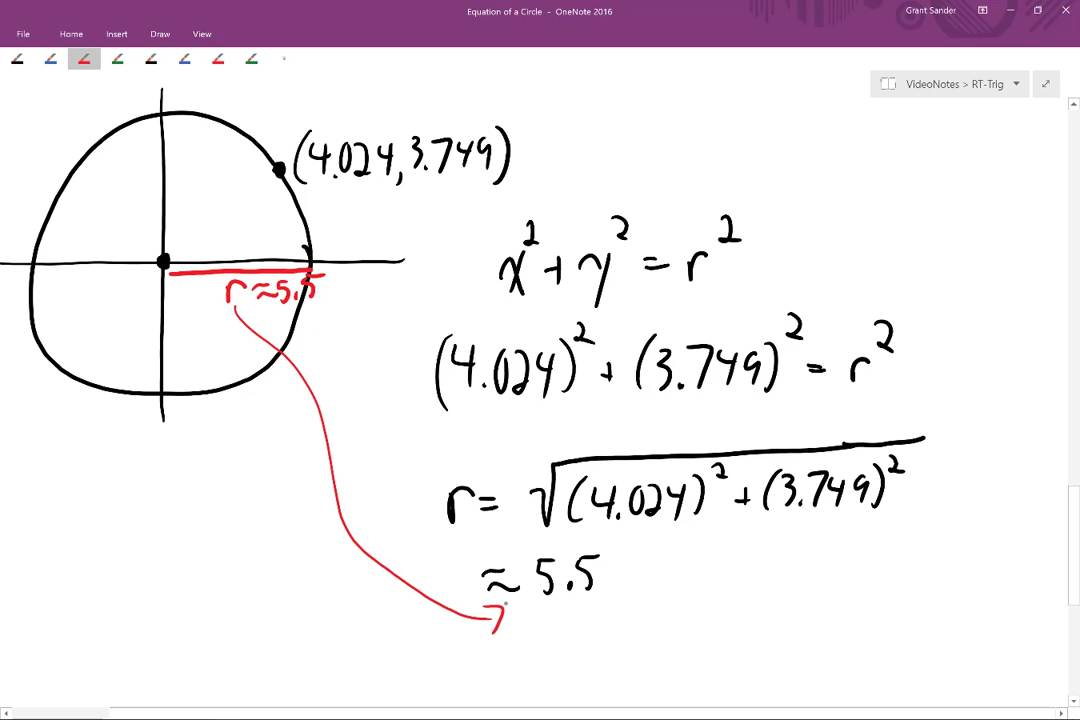 Equation of a Circle - OneNote 2016
Grant Sander
File Home Insert Draw View
VideoNotes > RT-Trig
(4.024, 3.749)
x² + y² = r²
r ≈ 5.5
(4.024)² + (3.749)² = r²
r = √(4.024)² + (3.749)²
≈ 5.5